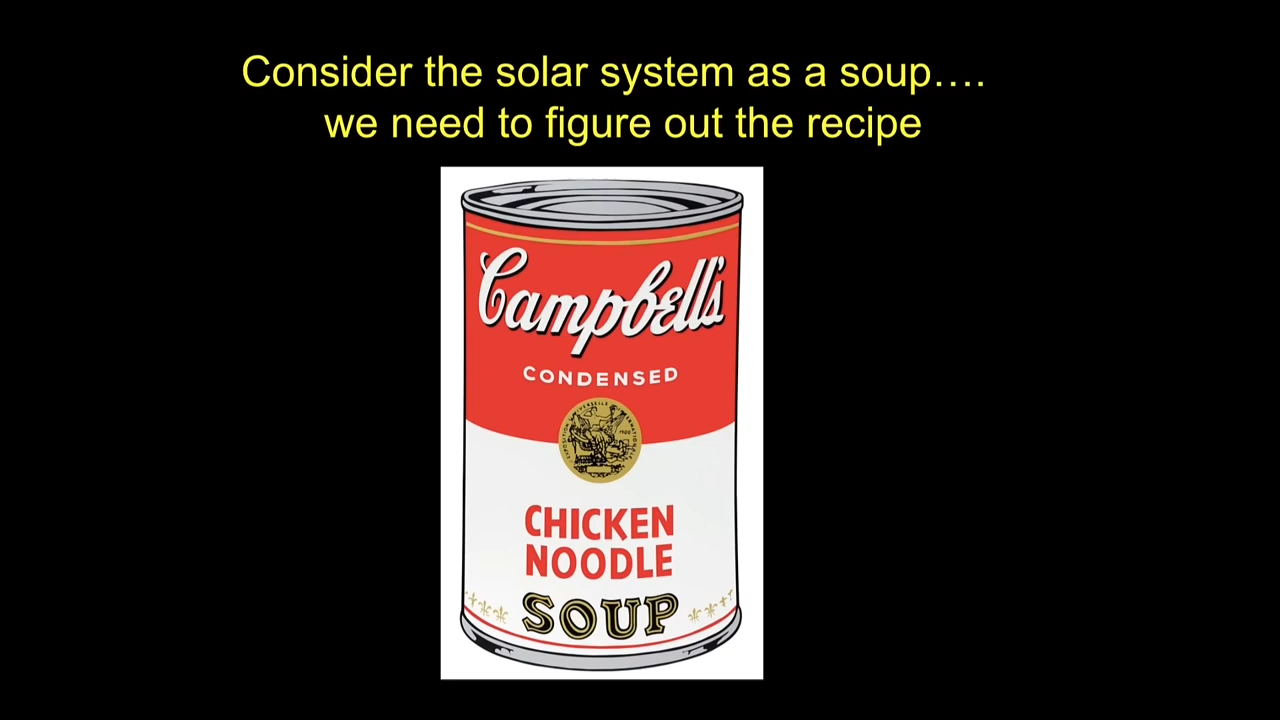 Consider the solar system as a soup....
we need to figure out the recipe
Campbell's
CONDENSED
CHICKEN
NOODLE
SOUP